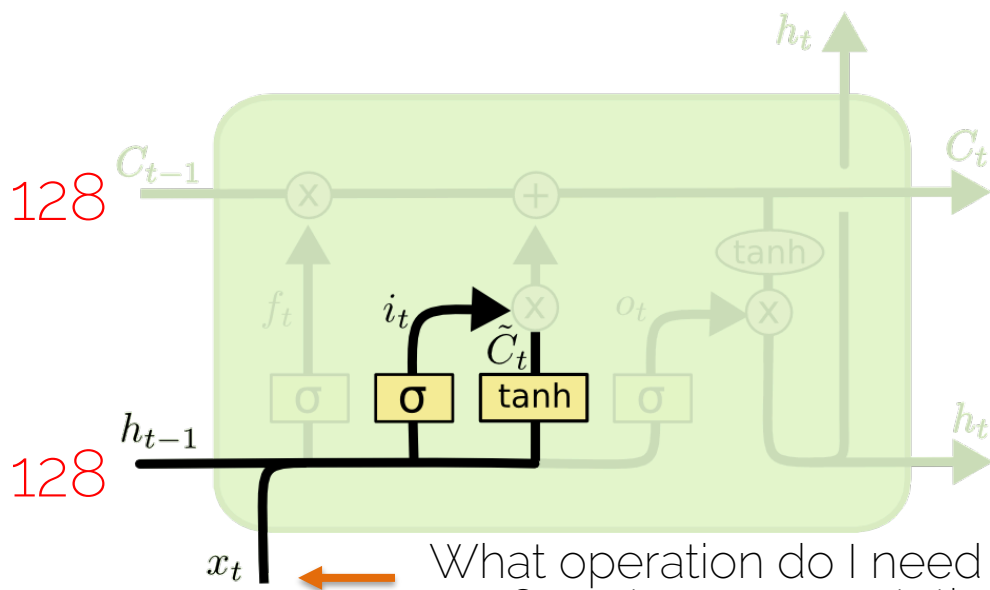 h_t
C_{t-1}
C_t
128
x
+
tanh
f_t
i_t
x
o_t
x
\tilde{C}_t
σ
σ
tanh
σ
h_{t-1}
h_t
128
x_t
What operation do I need